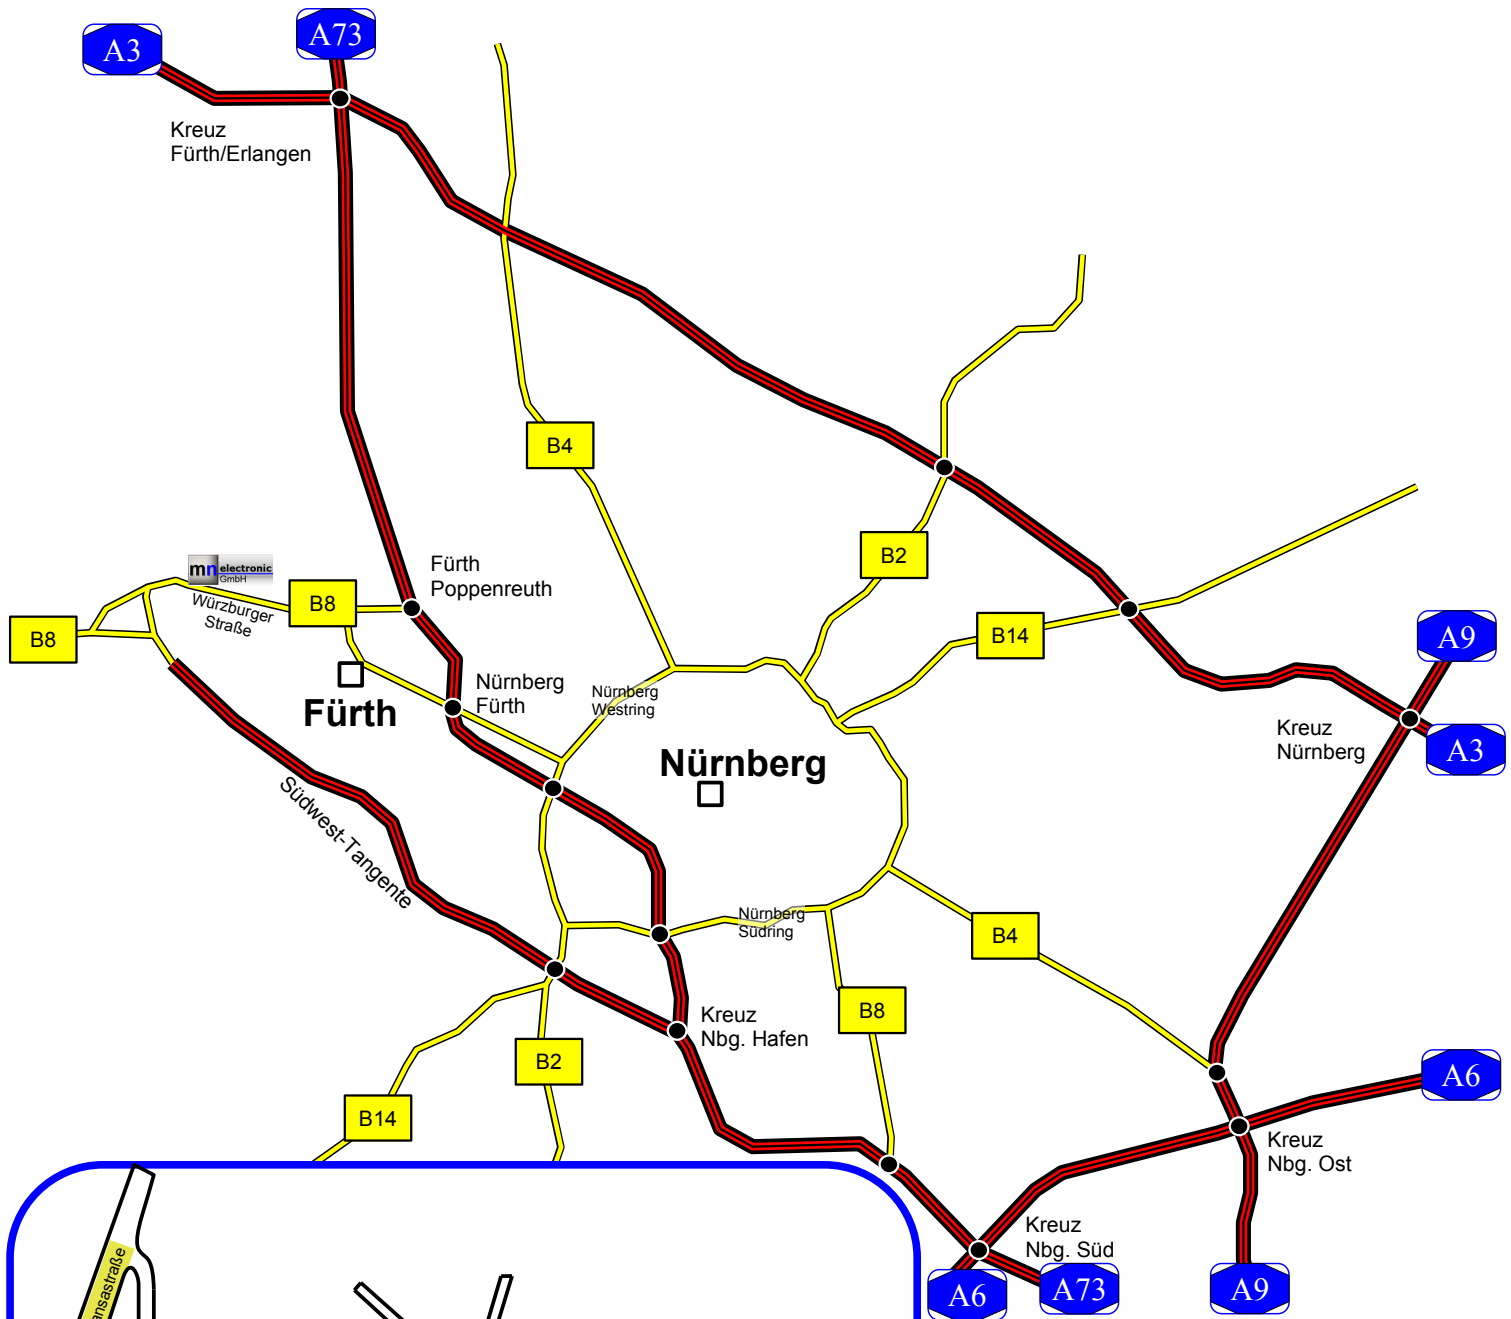 A3
A73
Kreuz
Fürth/Erlangen
B4
B2
mn electronic
GmbH
Würzburger
Straße
B8
B8
Fürth
Poppenreuth
B14
A9
Fürth
Nürnberg
Fürth
Nürnberg
Westring
Kreuz
Nürnberg
A3
Nürnberg
Südwest-Tangente
Nürnberg
Südring
B4
B8
Kreuz
Nbg. Hafen
B2
B14
A6
Kreuz
Nbg. Ost
Kreuz
Nbg. Süd
A6
A73
A9